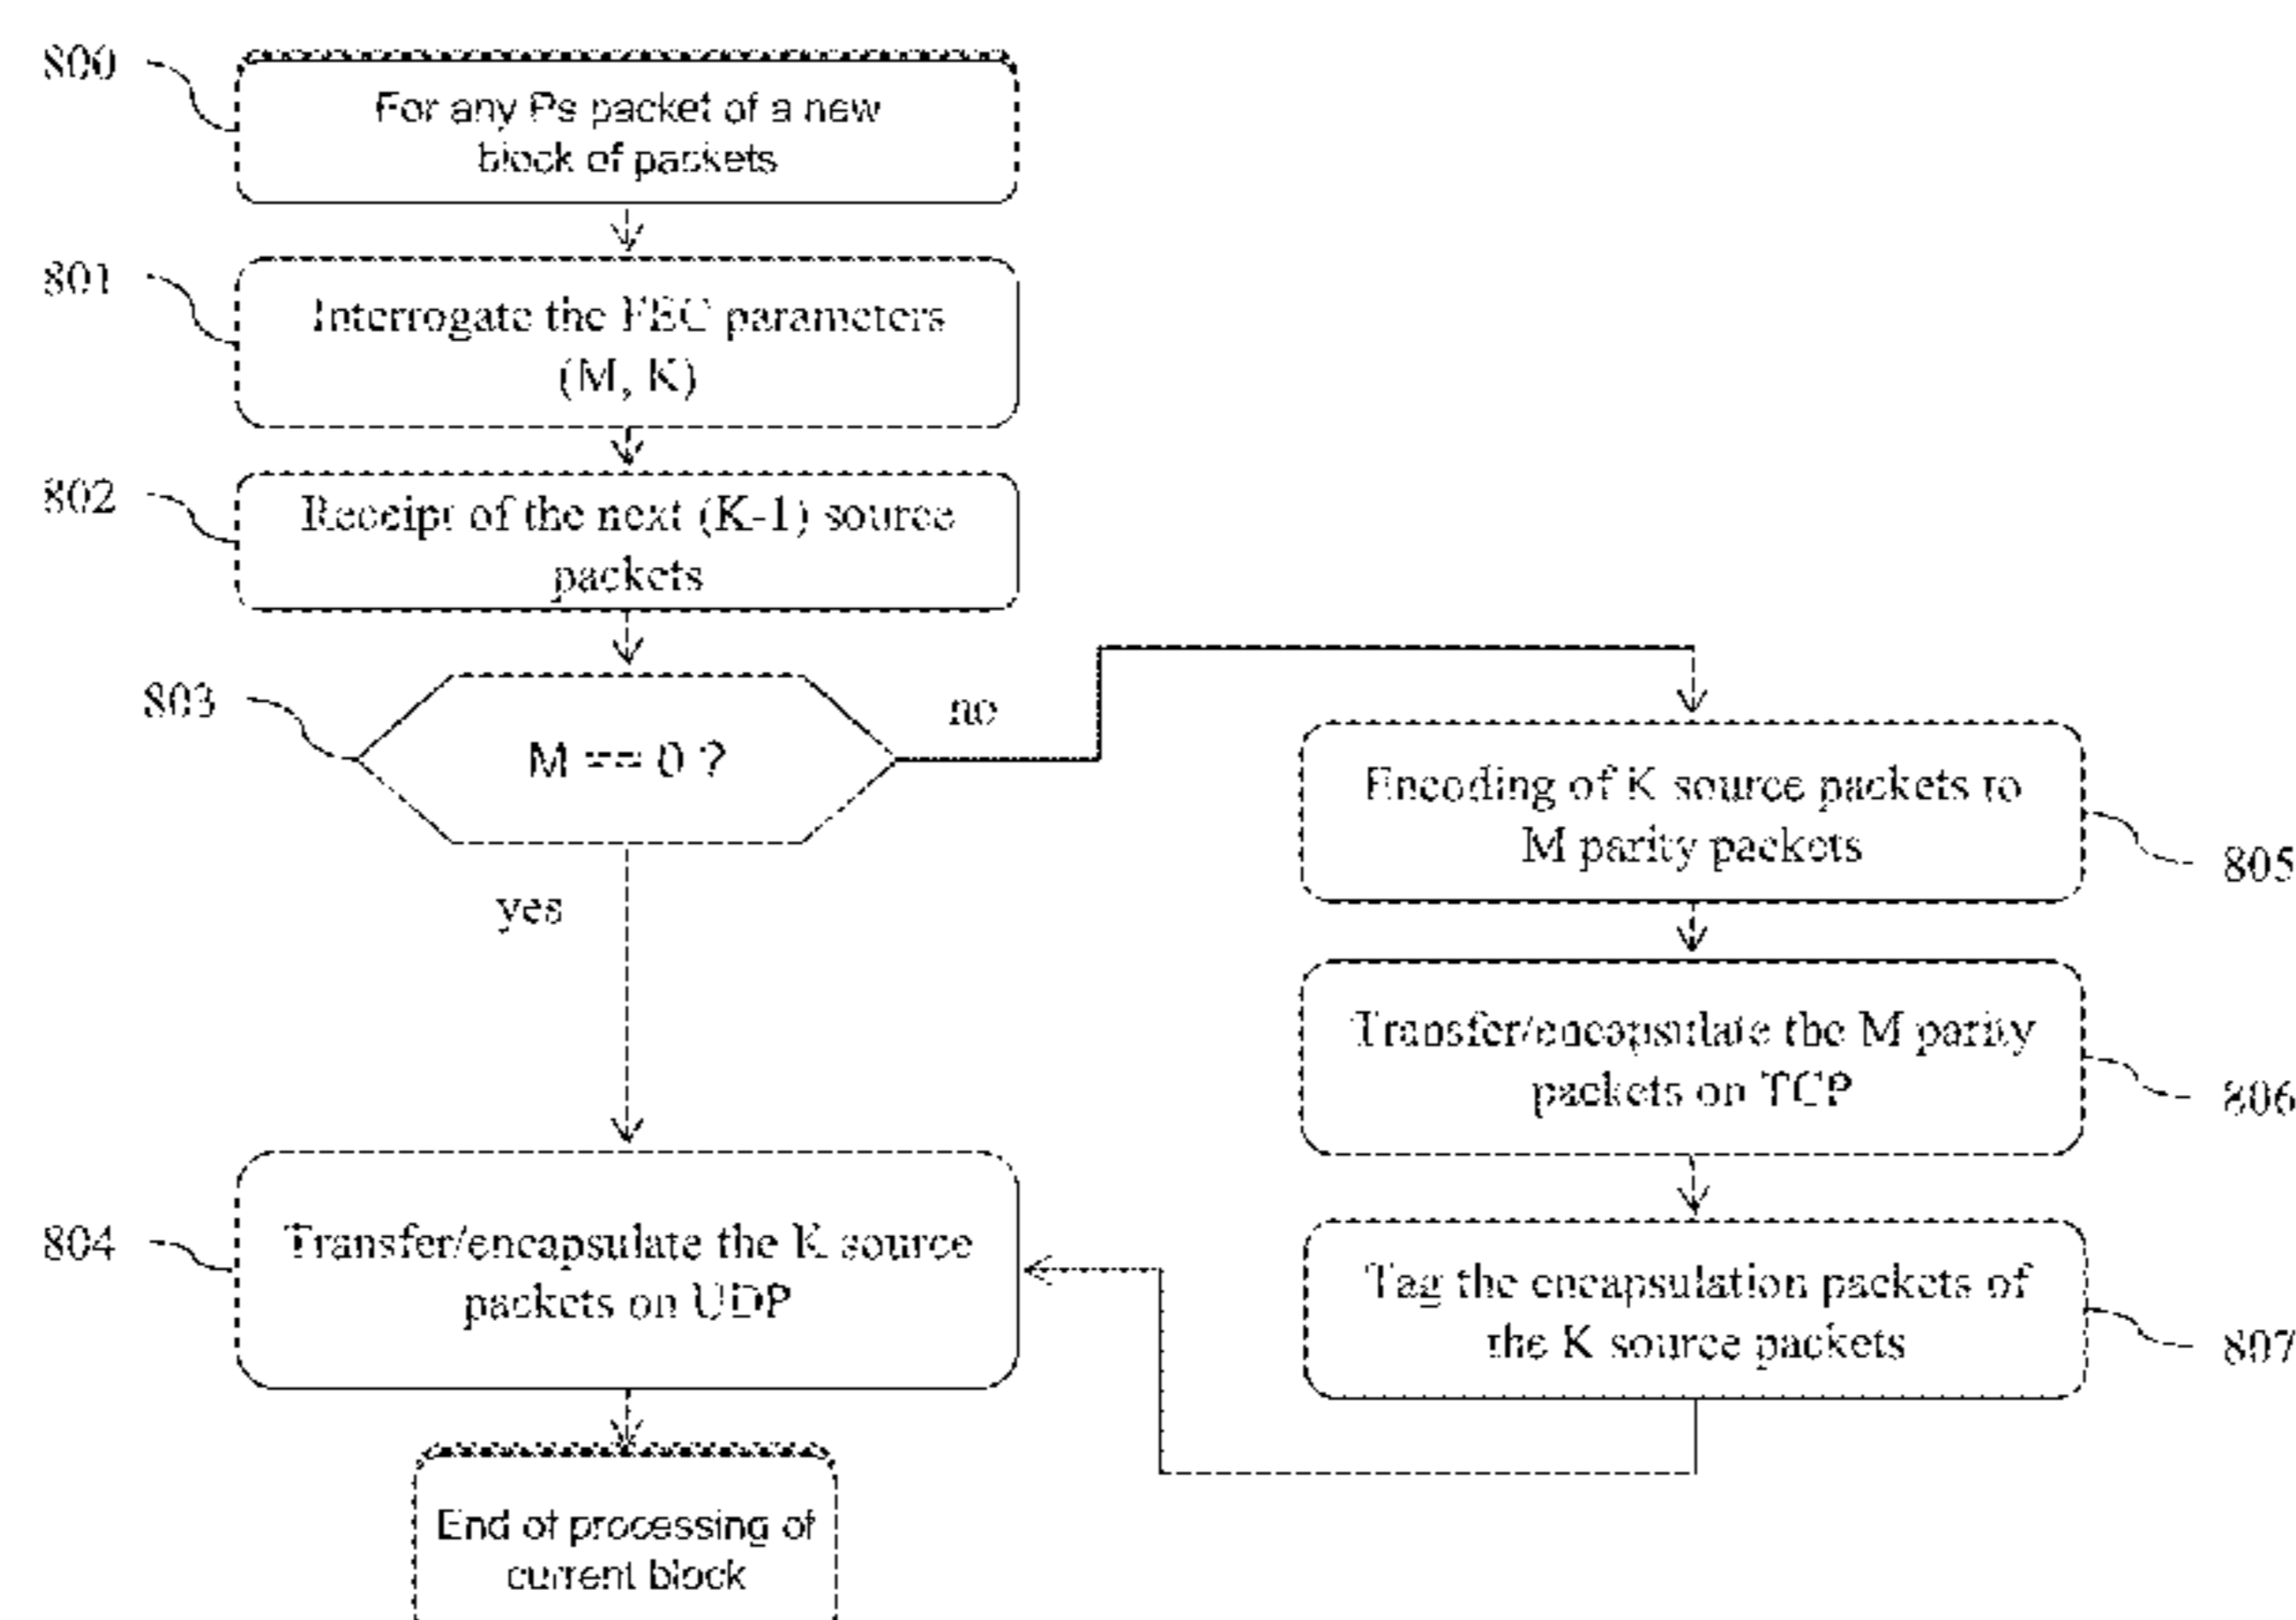 800
For any Ps packet of a new
block of packets
801
Interrogate the FEC parameters
(M, K)
802
Receipt of the next (K-1) source
packets
803
M == 0 ?
no
yes
Encoding of K source packets to
M parity packets
805
Transfer/encapsulate the M parity
packets on TCP
806
804
Transfer/encapsulate the K source
packets on UDP
Tag the encapsulation packets of
the K source packets
807
End of processing of
current block